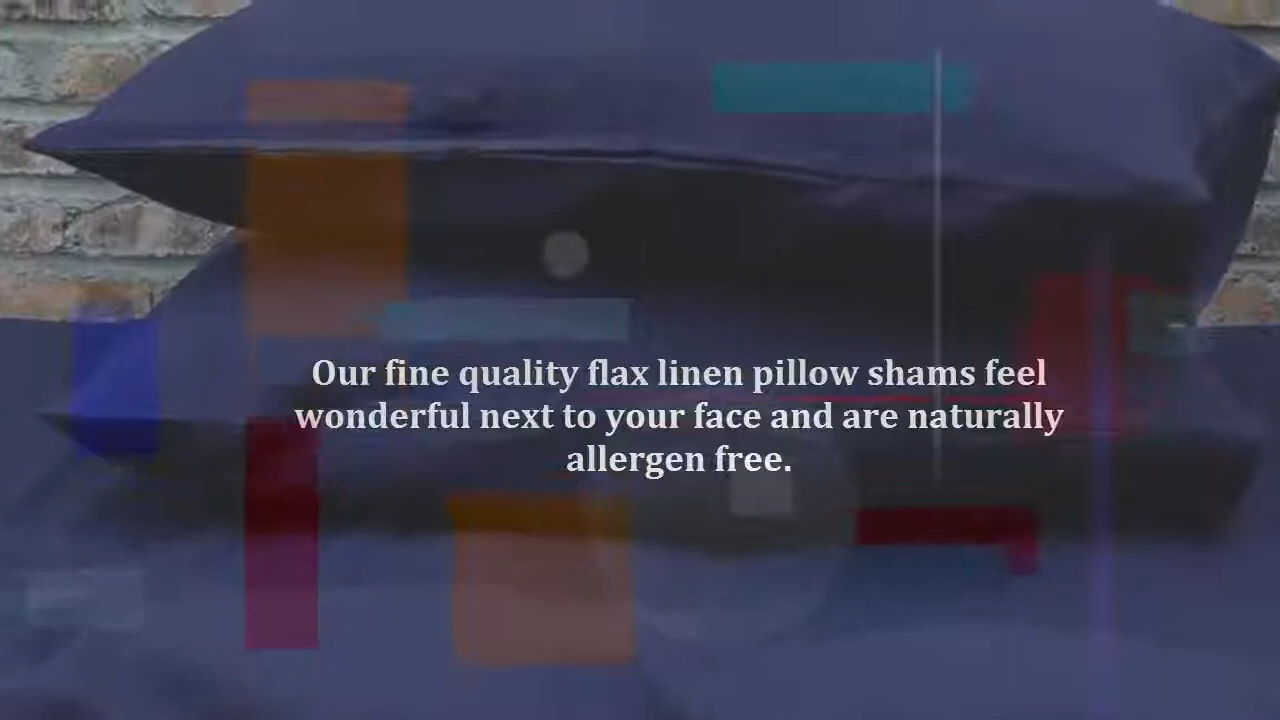 Our fine quality flax linen pillow shams feel
wonderful next to your face and are naturally
allergen free.